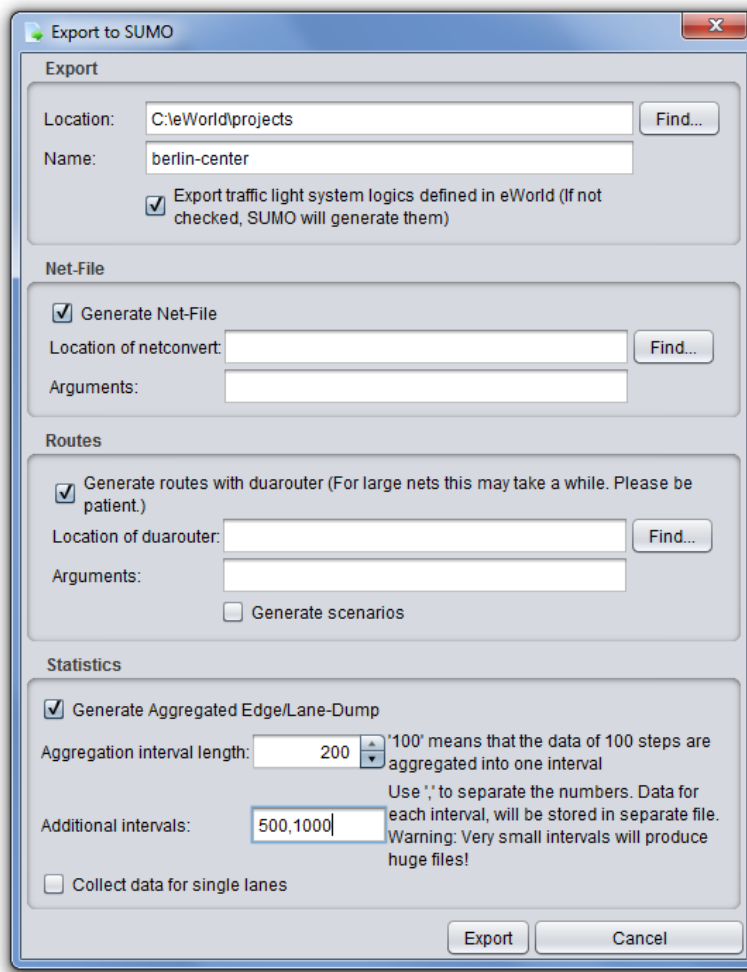 Export to SUMO
Export
Location: C:\eWorld\projects Find...
Name: berlin-center
Export traffic light system logics defined in eWorld (If not
checked, SUMO will generate them)
Net-File
Generate Net-File
Location of netconvert: Find...
Arguments:
Routes
Generate routes with duarouter (For large nets this may take a while. Please be
patient.)
Location of duarouter: Find...
Arguments:
Generate scenarios
Statistics
Generate Aggregated Edge/Lane-Dump
Aggregation interval length: 200 '100' means that the data of 100 steps are
aggregated into one interval
Additional intervals: 500,1000 Use ',' to separate the numbers. Data for
each interval, will be stored in separate file.
Warning: Very small intervals will produce
huge files!
Collect data for single lanes
Export Cancel